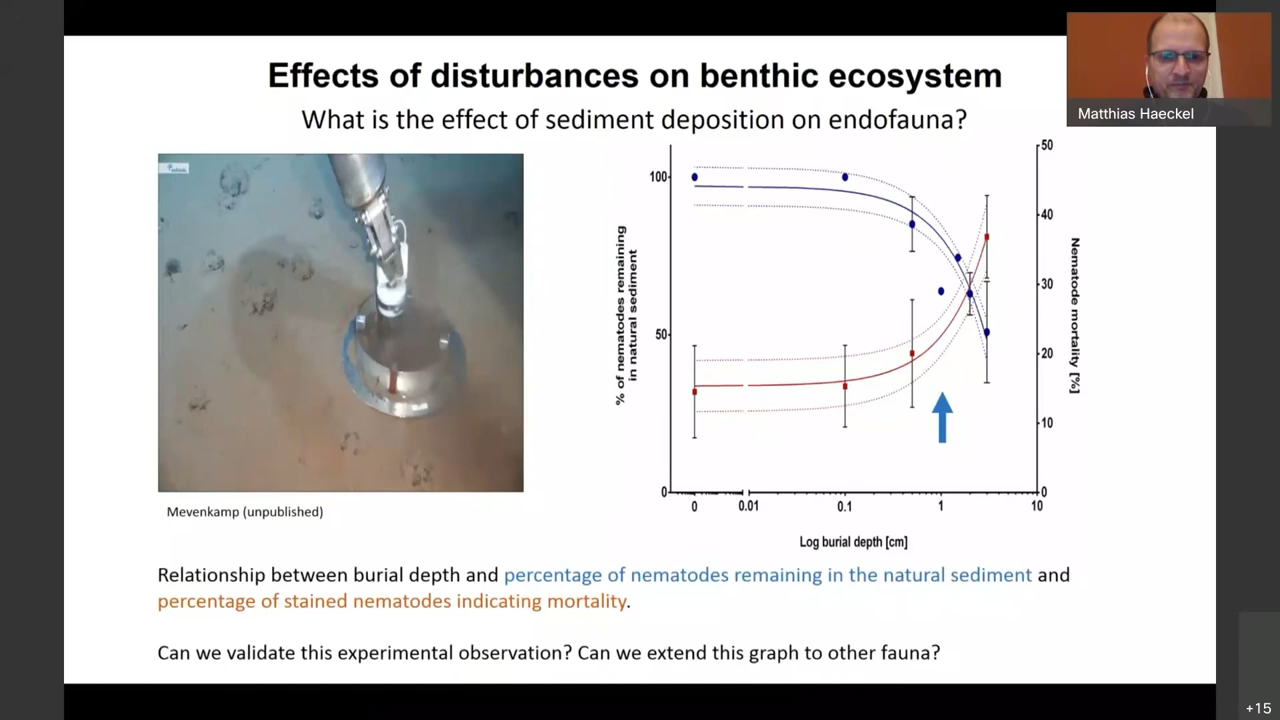 Effects of disturbances on benthic ecosystem
Matthias Haeckel
What is the effect of sediment deposition on endofauna?
% of nematodes remaining
in natural sediment
100
50
0
50
40
30
20
10
0
Nematode mortality [%]
0
0.01
0.1
1
10
Log burial depth [cm]
Mevenkamp (unpublished)
Relationship between burial depth and percentage of nematodes remaining in the natural sediment and
percentage of stained nematodes indicating mortality.
Can we validate this experimental observation? Can we extend this graph to other fauna?
+15